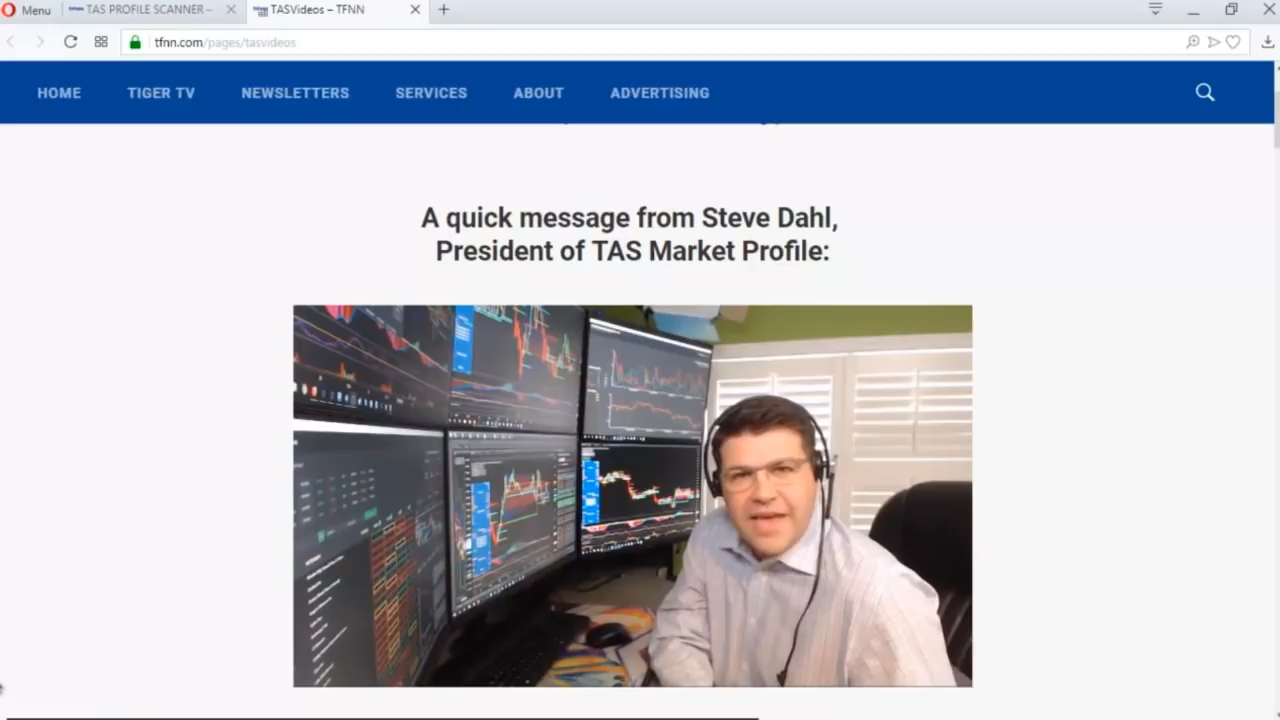 Menu
TAS PROFILE SCANNER –
TASVideos – TFNN
tfnn.com/pages/tasvideos
HOME
TIGER TV
NEWSLETTERS
SERVICES
ABOUT
ADVERTISING
A quick message from Steve Dahl,
President of TAS Market Profile: